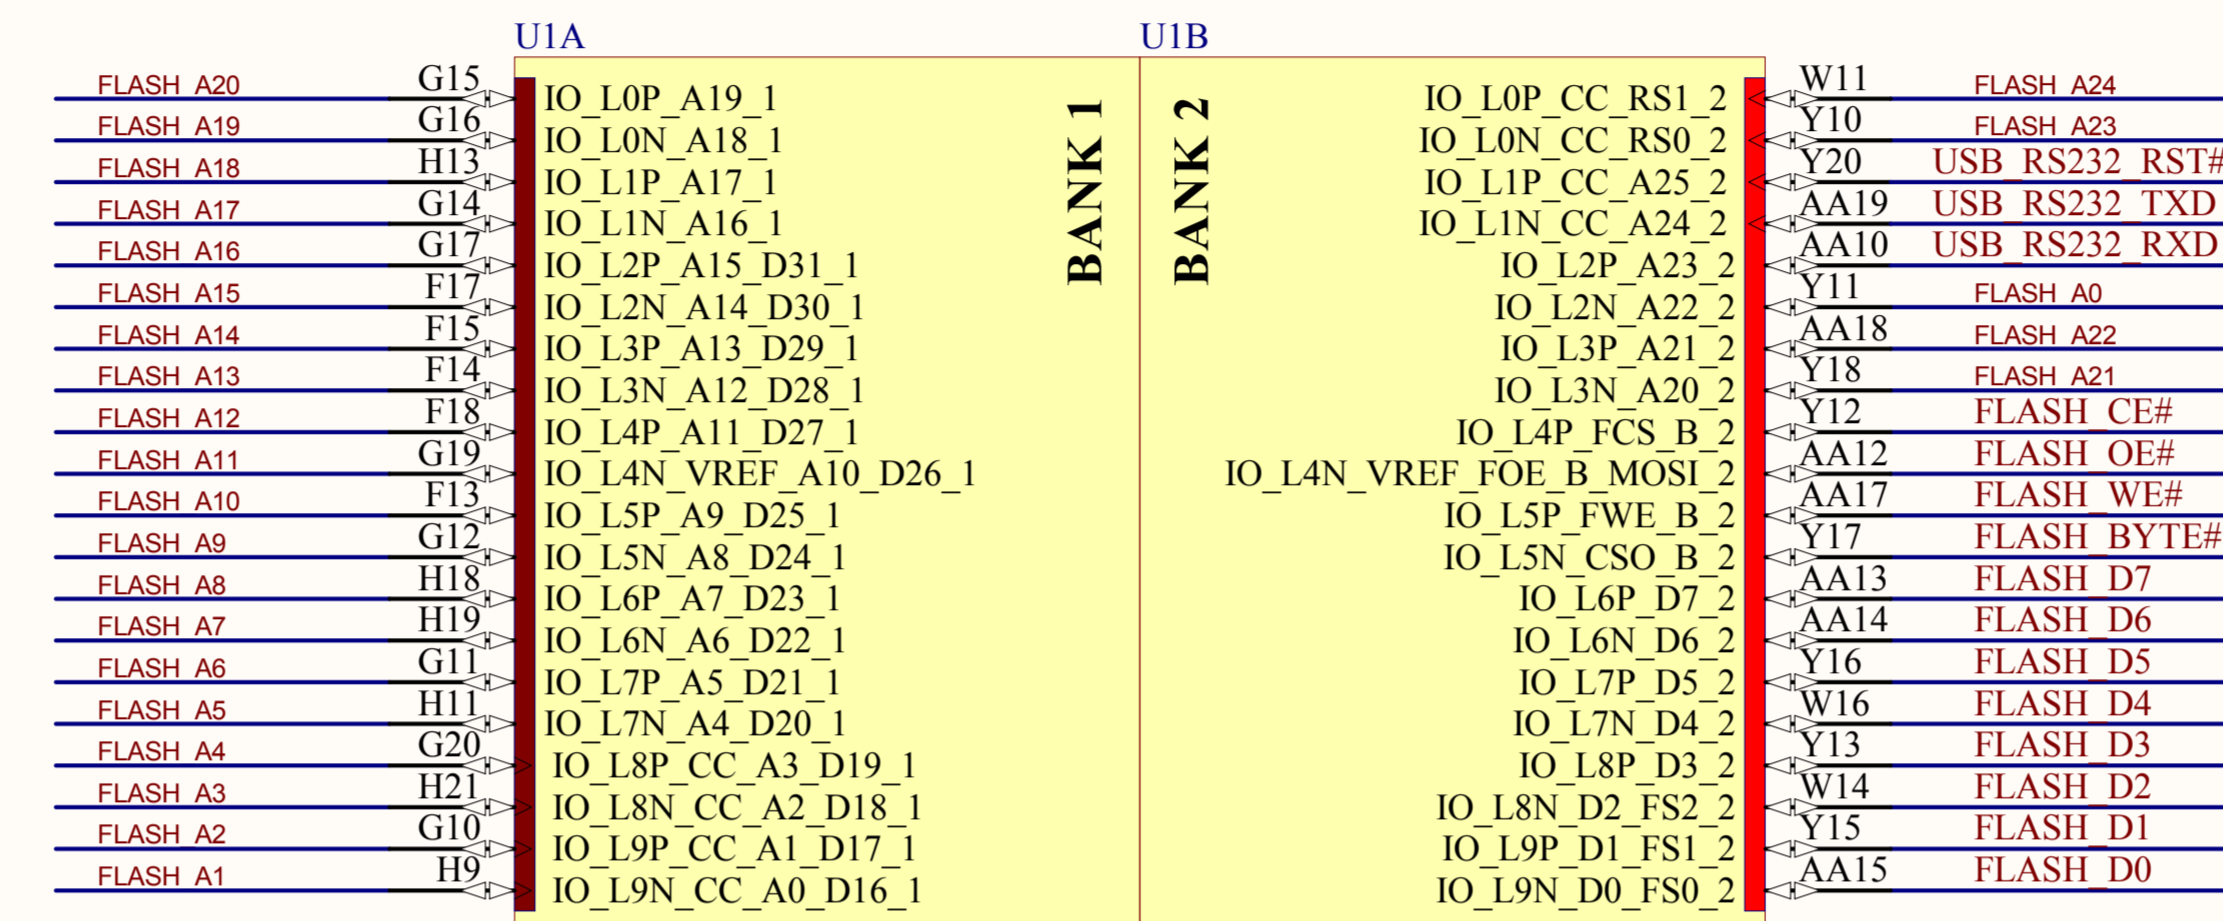 U1A U1B
FLASH_A20 G15 IO_L0P_A19_1 IO_L0P_CC_RS1_2 W11 FLASH_A24
FLASH_A19 G16 IO_L0N_A18_1 IO_L0N_CC_RS0_2 Y10 FLASH_A23
FLASH_A18 H13 IO_L1P_A17_1 IO_L1P_CC_A25_2 Y20 USB_RS232_RST#
FLASH_A17 G14 IO_L1N_A16_1 IO_L1N_CC_A24_2 AA19 USB_RS232_TXD
FLASH_A16 G17 IO_L2P_A15_D31_1 IO_L2P_A23_2 AA10 USB_RS232_RXD
FLASH_A15 F17 IO_L2N_A14_D30_1 IO_L2N_A22_2 Y11 FLASH_A0
FLASH_A14 F15 IO_L3P_A13_D29_1 IO_L3P_A21_2 AA18 FLASH_A22
FLASH_A13 F14 IO_L3N_A12_D28_1 IO_L3N_A20_2 Y18 FLASH_A21
FLASH_A12 F18 IO_L4P_A11_D27_1 IO_L4P_FCS_B_2 Y12 FLASH_CE#
FLASH_A11 G19 IO_L4N_VREF_A10_D26_1 IO_L4N_VREF_FOE_B_MOSI_2 AA12 FLASH_OE#
FLASH_A10 F13 IO_L5P_A9_D25_1 IO_L5P_FWE_B_2 AA17 FLASH_WE#
FLASH_A9 G12 IO_L5N_A8_D24_1 IO_L5N_CSO_B_2 Y17 FLASH_BYTE#
FLASH_A8 H18 IO_L6P_A7_D23_1 IO_L6P_D7_2 AA13 FLASH_D7
FLASH_A7 H19 IO_L6N_A6_D22_1 IO_L6N_D6_2 AA14 FLASH_D6
FLASH_A6 G11 IO_L7P_A5_D21_1 IO_L7P_D5_2 Y16 FLASH_D5
FLASH_A5 H11 IO_L7N_A4_D20_1 IO_L7N_D4_2 W16 FLASH_D4
FLASH_A4 G20 IO_L8P_CC_A3_D19_1 IO_L8P_D3_2 Y13 FLASH_D3
FLASH_A3 H21 IO_L8N_CC_A2_D18_1 IO_L8N_D2_FS2_2 W14 FLASH_D2
FLASH_A2 G10 IO_L9P_CC_A1_D17_1 IO_L9P_D1_FS1_2 Y15 FLASH_D1
FLASH_A1 H9 IO_L9N_CC_A0_D16_1 IO_L9N_D0_FS0_2 AA15 FLASH_D0
BANK 1
BANK 2